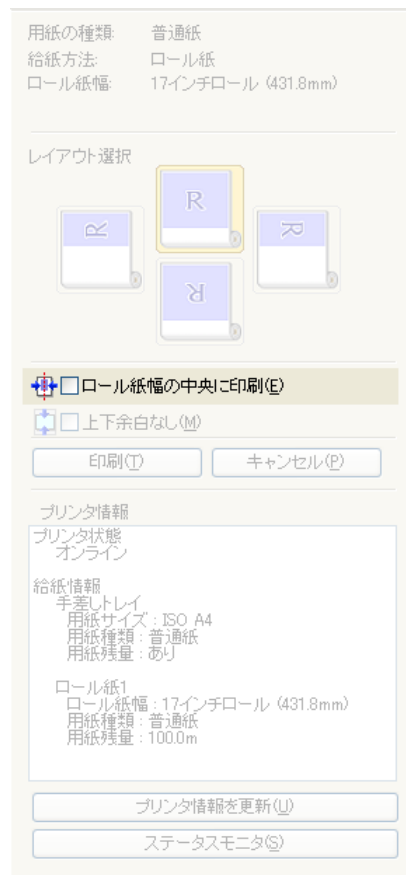 用紙の種類: 普通紙
給紙方法: ロール紙
ロール紙幅: 17インチロール (431.8mm)
レイアウト選択
R
R
R
R
ロール紙幅の中央に印刷(E)
上下余白なし(M)
印刷(T) キャンセル(P)
プリンタ情報
プリンタ状態
オンライン
給紙情報
手差しトレイ
用紙サイズ : ISO A4
用紙種類 : 普通紙
用紙残量 : あり
ロール紙1
ロール紙幅 : 17インチロール (431.8mm)
用紙種類 : 普通紙
用紙残量 : 100.0m
プリンタ情報を更新(U)
ステータスモニタ(S)